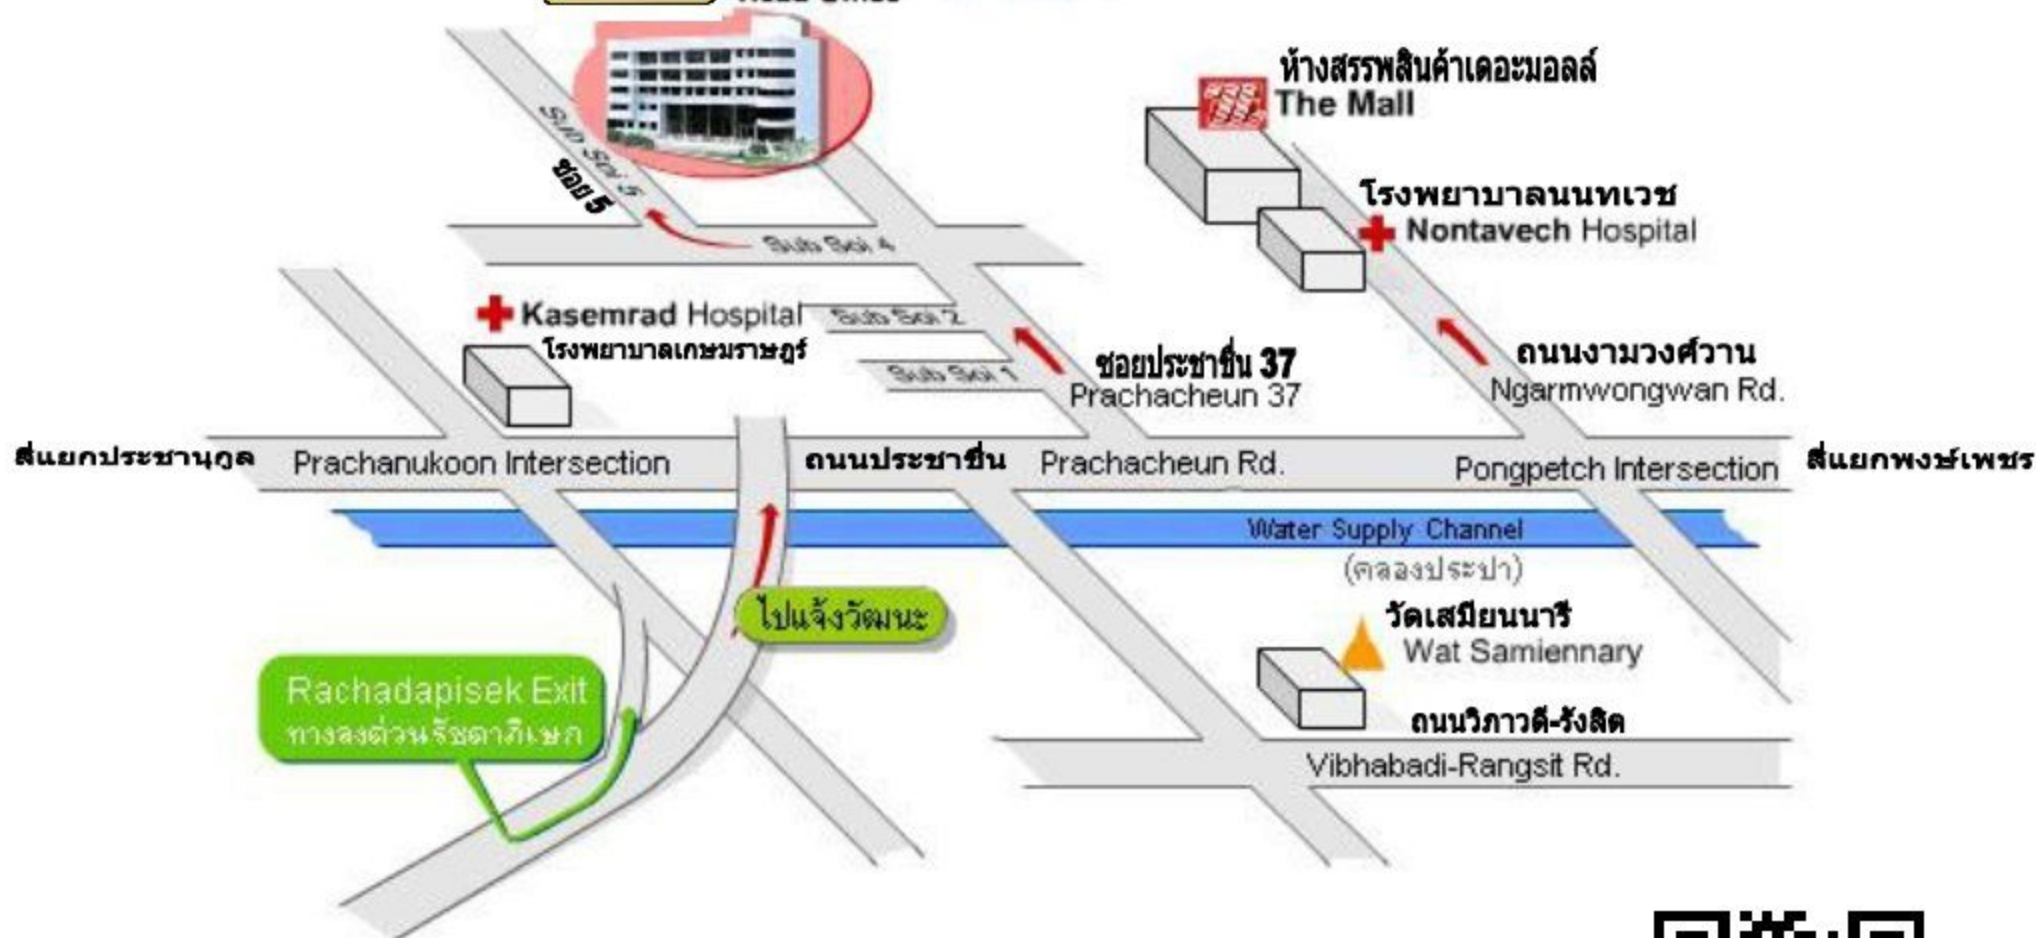 ห้างสรรพสินค้าเดอะมอลล์
The Mall
Sub Soi 5
ซอย 5
โรงพยาบาลนนทเวช
Nontavech Hospital
Sub Soi 4
Kasemrad Hospital
โรงพยาบาลเกษมราษฎร์
Sub Soi 2
Sub Soi 1
ซอยประชาชื่น 37
Prachacheun 37
ถนนงามวงศ์วาน
Ngarmwongwan Rd.
สี่แยกประชานุกูล
Prachanukoon Intersection
ถนนประชาชื่น
Prachacheun Rd.
Pongpetch Intersection
สี่แยกพงษ์เพชร
Water Supply Channel
(คลองประปา)
ไปแจ้งวัฒนะ
วัดเสมียนนารี
Wat Samiennary
Rachadapisek Exit
ทางลงด่วนรัชดาภิเษก
ถนนวิภาวดี-รังสิต
Vibhabadi-Rangsit Rd.